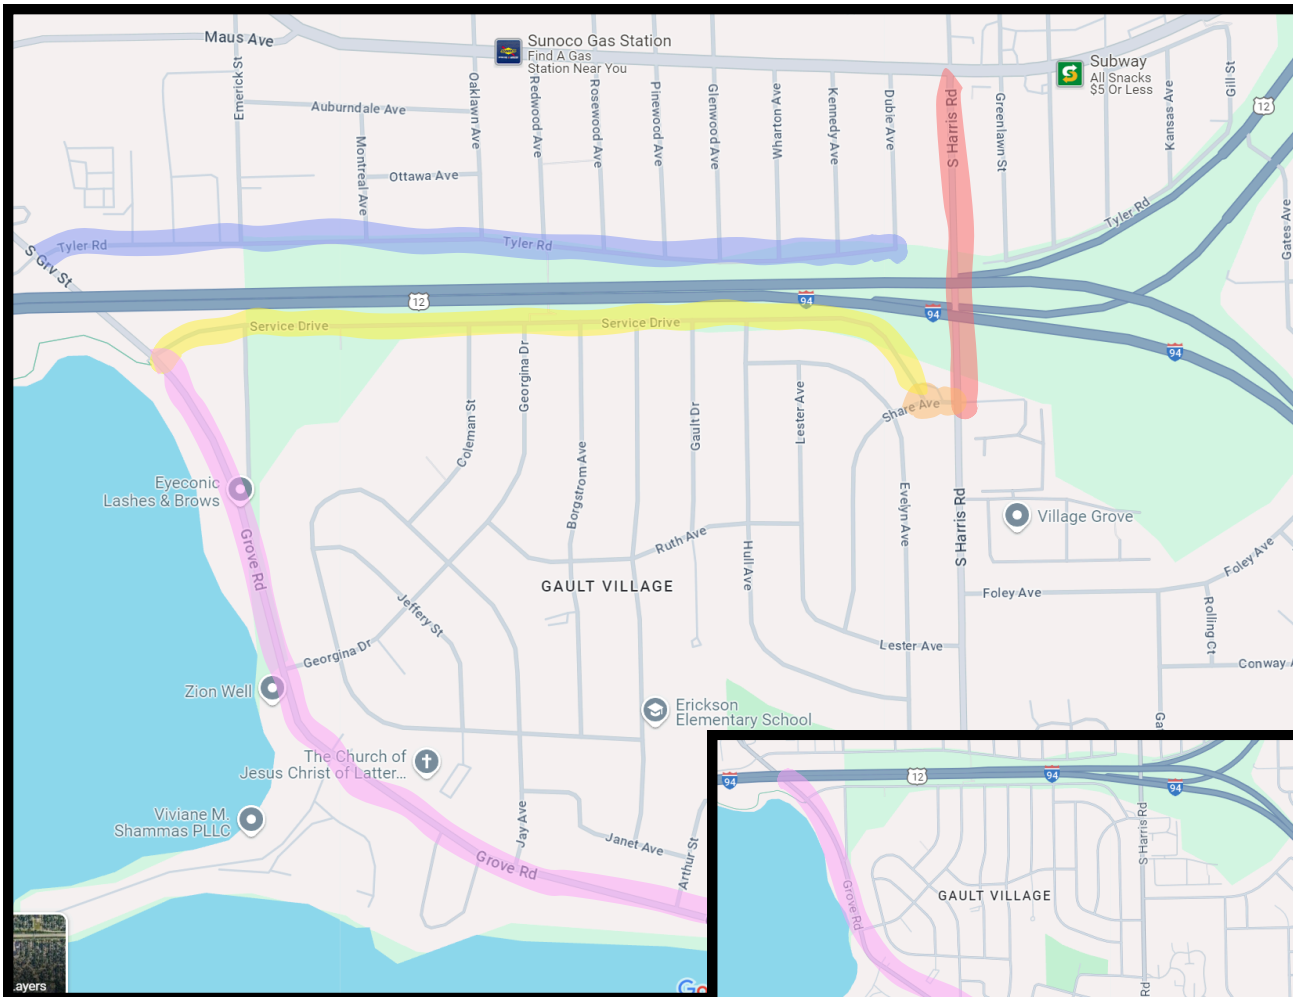 Maus Ave
Sunoco Gas Station
Find A Gas
Station Near You
Subway
All Snacks
$5 Or Less
12
Emerick St
Auburndale Ave
Montreal Ave
Ottawa Ave
Oaklawn Ave
Redwood Ave
Rosewood Ave
Pinewood Ave
Glenwood Ave
Wharton Ave
Kennedy Ave
Dubie Ave
S Harris Rd
Greenlawn St
Kansas Ave
Gill St
Gates Ave
Tyler Rd
Tyler Rd
Tyler Rd
S Grv St
12
94
94
94
Service Drive
Service Drive
Georgina Dr
Coleman St
Borgstrom Ave
Gault Dr
Lester Ave
Share Ave
Evelyn Ave
S Harris Rd
Eyeconic
Lashes & Brows
Village Grove
Grove Rd
Ruth Ave
Hull Ave
GAULT VILLAGE
Foley Ave
Foley Ave
Rolling Ct
Jeffery St
Georgina Dr
Lester Ave
Conway A
Zion Well
Erickson
Elementary School
Ga
The Church of
Jesus Christ of Latter...
Viviane M.
Shammas PLLC
Jay Ave
Janet Ave
Arthur St
Grove Rd
ayers
Go
94
12
94
94
S Harris Rd
Grove Rd
GAULT VILLAGE
Rd